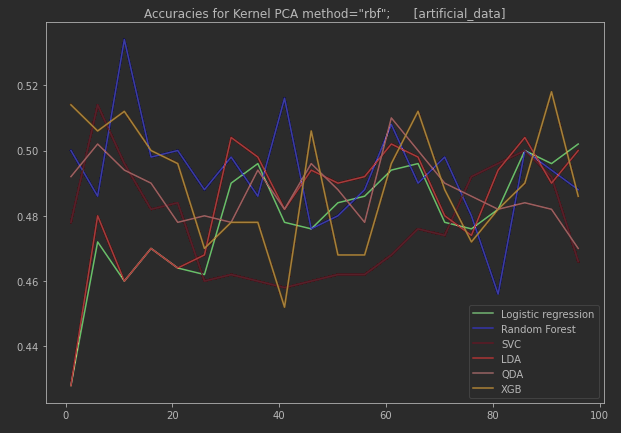 Accuracies for Kernel PCA method="rbf"; [artificial_data]
0.52
0.50
0.48
0.46
0.44
0 20 40 60 80 100
Logistic regression
Random Forest
SVC
LDA
QDA
XGB